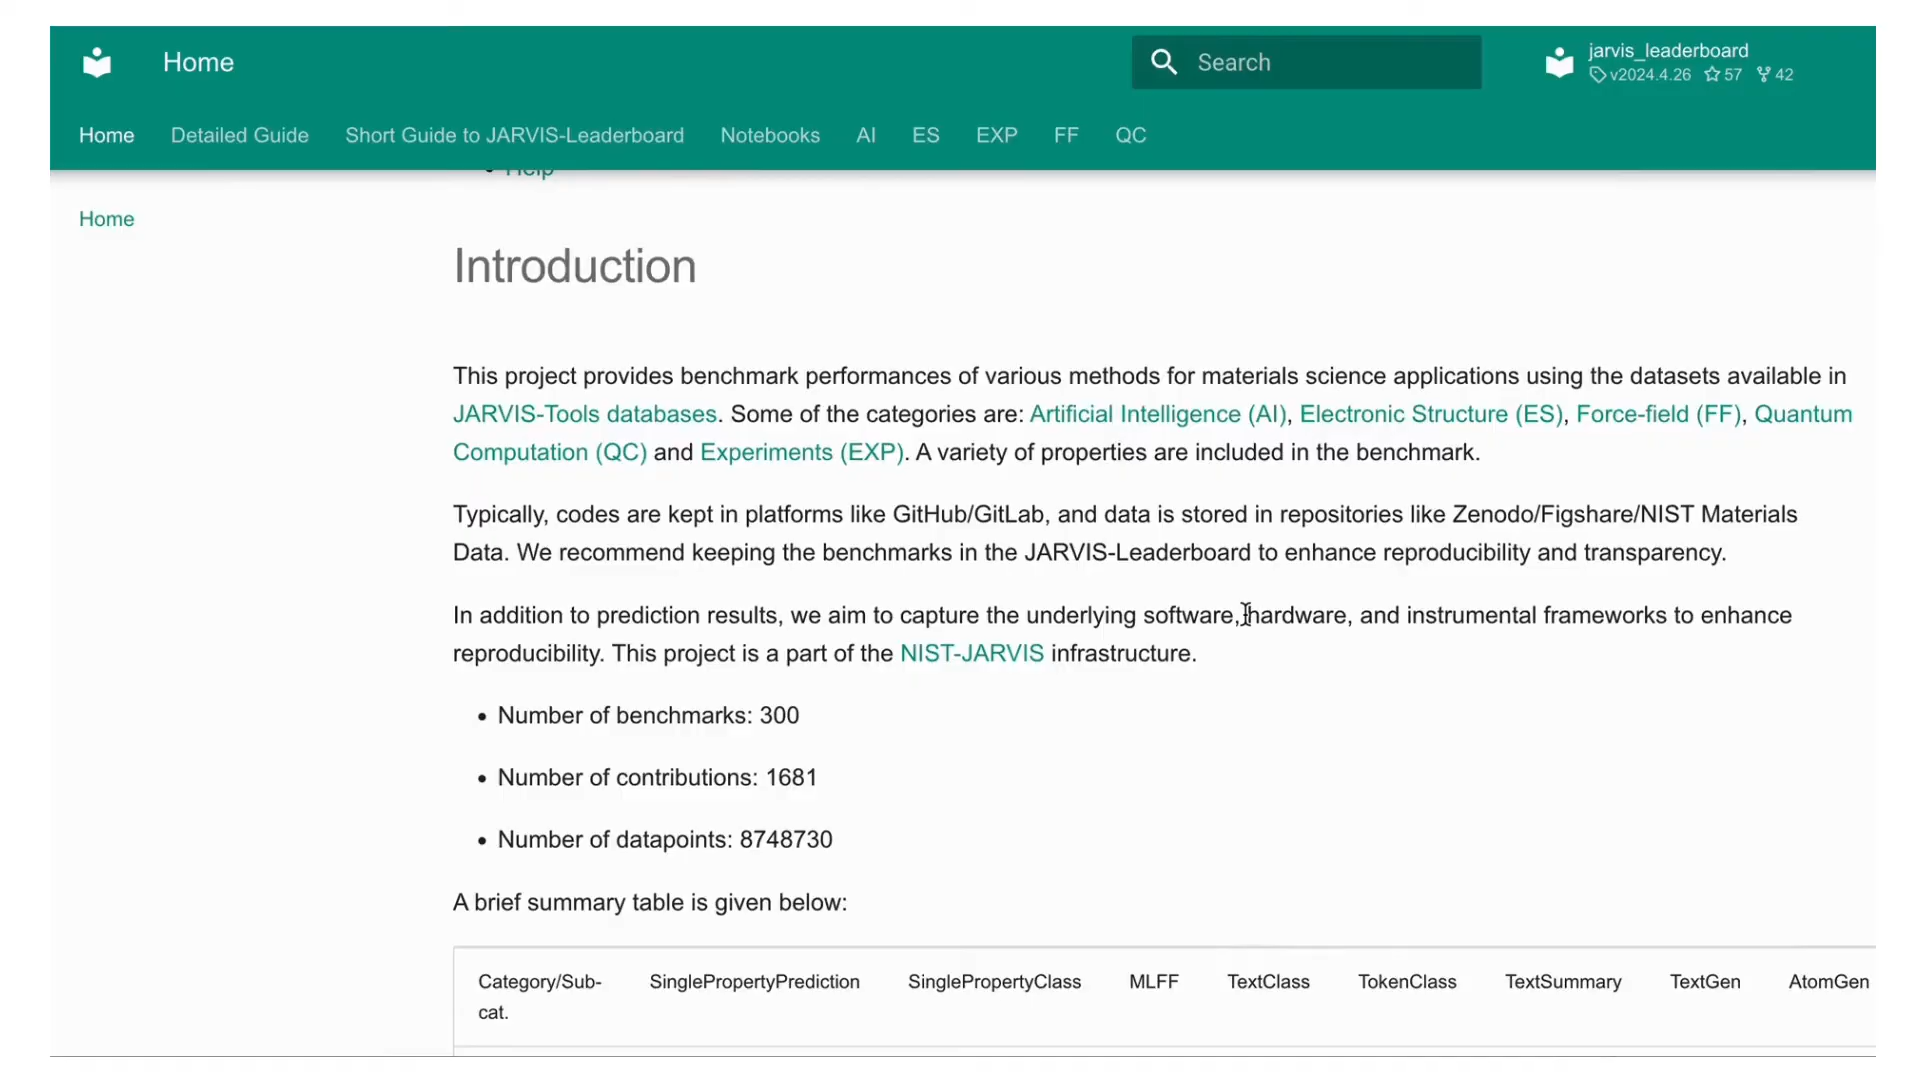 Home
Search
jarvis_leaderboard
v2024.4.26 57 42
Home Detailed Guide Short Guide to JARVIS-Leaderboard Notebooks AI ES EXP FF QC
Help
Home
Introduction
This project provides benchmark performances of various methods for materials science applications using the datasets available in
JARVIS-Tools databases. Some of the categories are: Artificial Intelligence (AI), Electronic Structure (ES), Force-field (FF), Quantum
Computation (QC) and Experiments (EXP). A variety of properties are included in the benchmark.
Typically, codes are kept in platforms like GitHub/GitLab, and data is stored in repositories like Zenodo/Figshare/NIST Materials
Data. We recommend keeping the benchmarks in the JARVIS-Leaderboard to enhance reproducibility and transparency.
In addition to prediction results, we aim to capture the underlying software, hardware, and instrumental frameworks to enhance
reproducibility. This project is a part of the NIST-JARVIS infrastructure.
• Number of benchmarks: 300
• Number of contributions: 1681
• Number of datapoints: 8748730
A brief summary table is given below:
Category/Sub- SinglePropertyPrediction SinglePropertyClass MLFF TextClass TokenClass TextSummary TextGen AtomGen
cat.